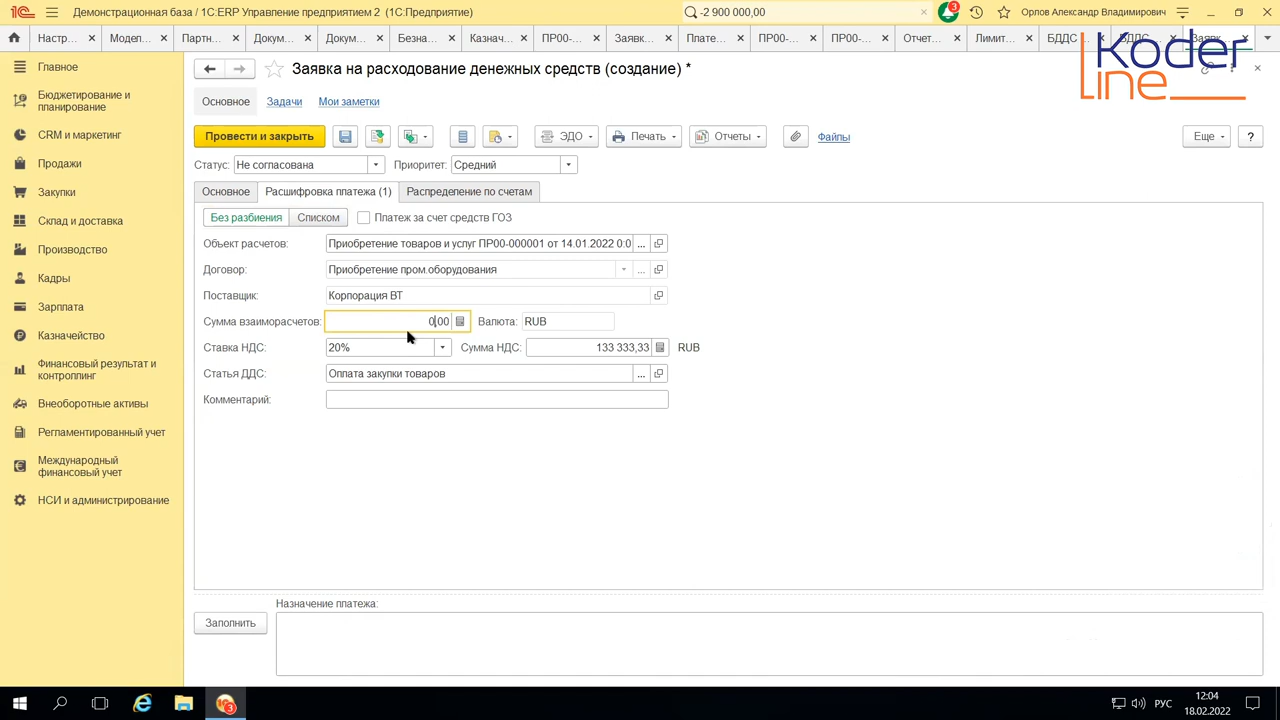 Демонстрационная база / 1С:ERP Управление предприятием 2 (1С:Предприятие)
-2 900 000,00
3
Орлов Александр Владимирович
Настр...
Модел...
Партн...
Докум...
Докум...
Безна...
Казнач...
ПР00-...
Заявк...
Плате...
ПР00-...
ПР00-...
Отчет...
Лимит...
БДДС
Заявк
Koder
line
Главное
Бюджетирование и
планирование
CRM и маркетинг
Продажи
Закупки
Склад и доставка
Производство
Кадры
Зарплата
Казначейство
Финансовый результат и
контроллинг
Внеоборотные активы
Регламентированный учет
Международный
финансовый учет
НСИ и администрирование
Заявка на расходование денежных средств (создание) *
Основное Задачи Мои заметки
Провести и закрыть ЭДО Печать Отчеты Файлы Еще ?
Статус: Не согласована Приоритет: Средний
Основное Расшифровка платежа (1) Распределение по счетам
Без разбиения Списком Платеж за счет средств ГОЗ
Объект расчетов: Приобретение товаров и услуг ПР00-000001 от 14.01.2022 0:0 ...
Договор: Приобретение пром.оборудования ...
Поставщик: Корпорация ВТ
Сумма взаиморасчетов: 0,00 Валюта: RUB
Ставка НДС: 20% Сумма НДС: 133 333,33 RUB
Статья ДДС: Оплата закупки товаров ...
Комментарий:
Назначение платежа:
Заполнить
3
РУС
12:04
18.02.2022